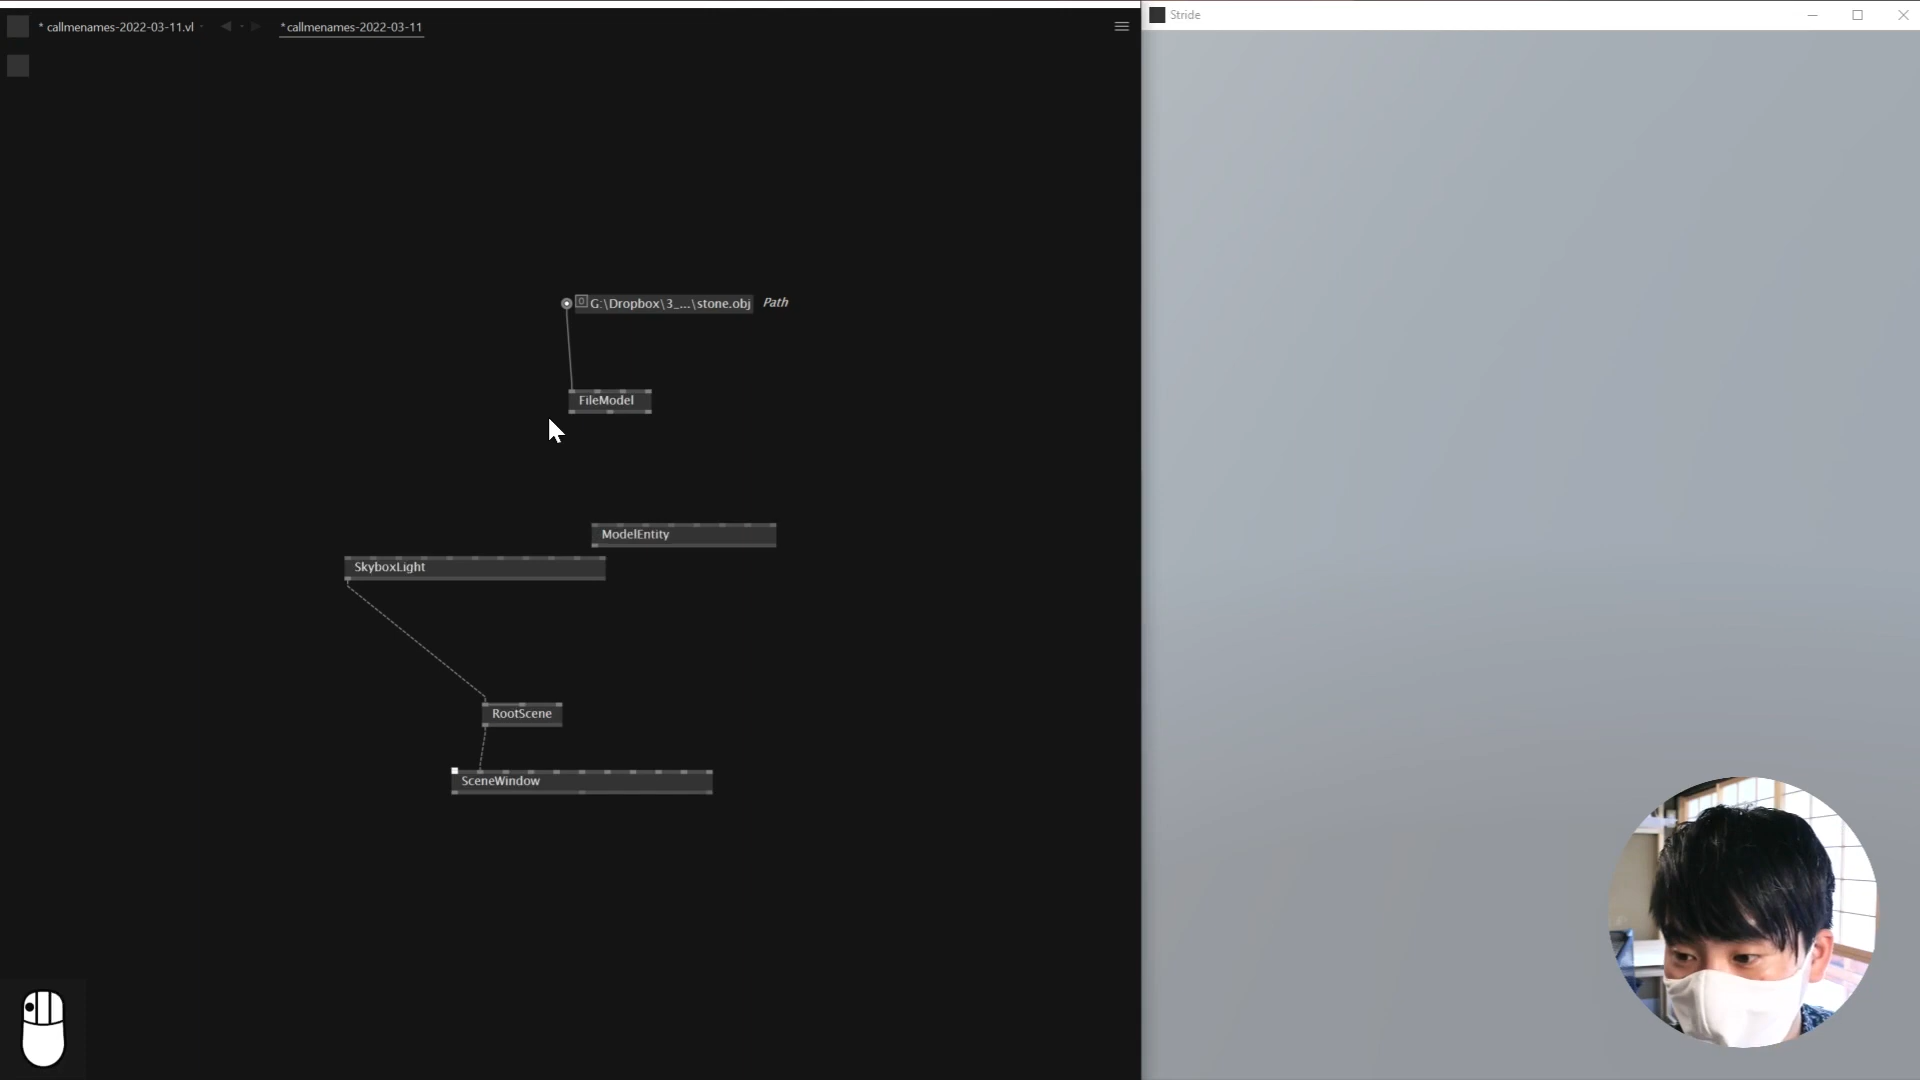 * callmenames-2022-03-11.vl
*callmenames-2022-03-11
Stride
G:\Dropbox\3_...\stone.obj
Path
FileModel
ModelEntity
SkyboxLight
RootScene
SceneWindow